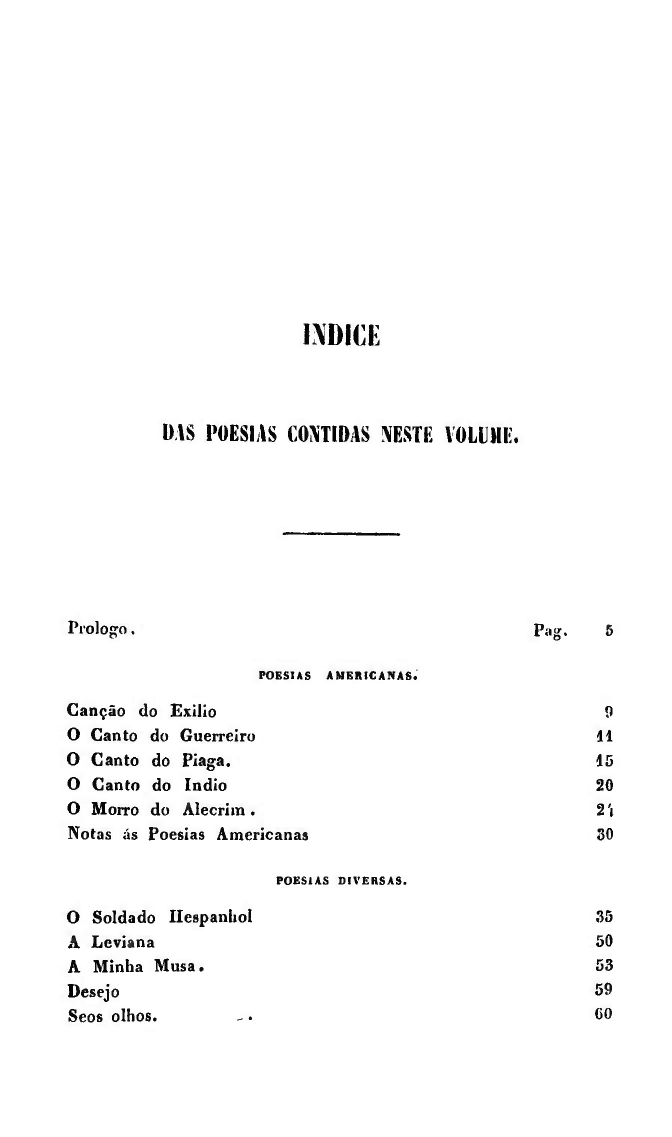 INDICE
DAS POESIAS CONTIDAS NESTE VOLUME.
Prologo. Pag. 5
POESIAS AMERICANAS.
Canção do Exilio 9
O Canto do Guerreiro 11
O Canto do Piaga. 15
O Canto do Indio 20
O Morro do Alecrim. 24
Notas ás Poesias Americanas 30
POESIAS DIVERSAS.
O Soldado Hespanhol 35
A Leviana 50
A Minha Musa. 53
Desejo 59
Seos olhos. . 60